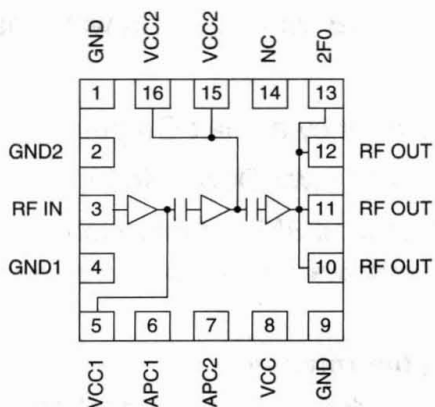 GND VCC2 VCC2 NC 2F0
1 16 15 14 13
GND2 2 12 RF OUT
RF IN 3 11 RF OUT
GND1 4 10 RF OUT
5 6 7 8 9
VCC1 APC1 APC2 VCC GND